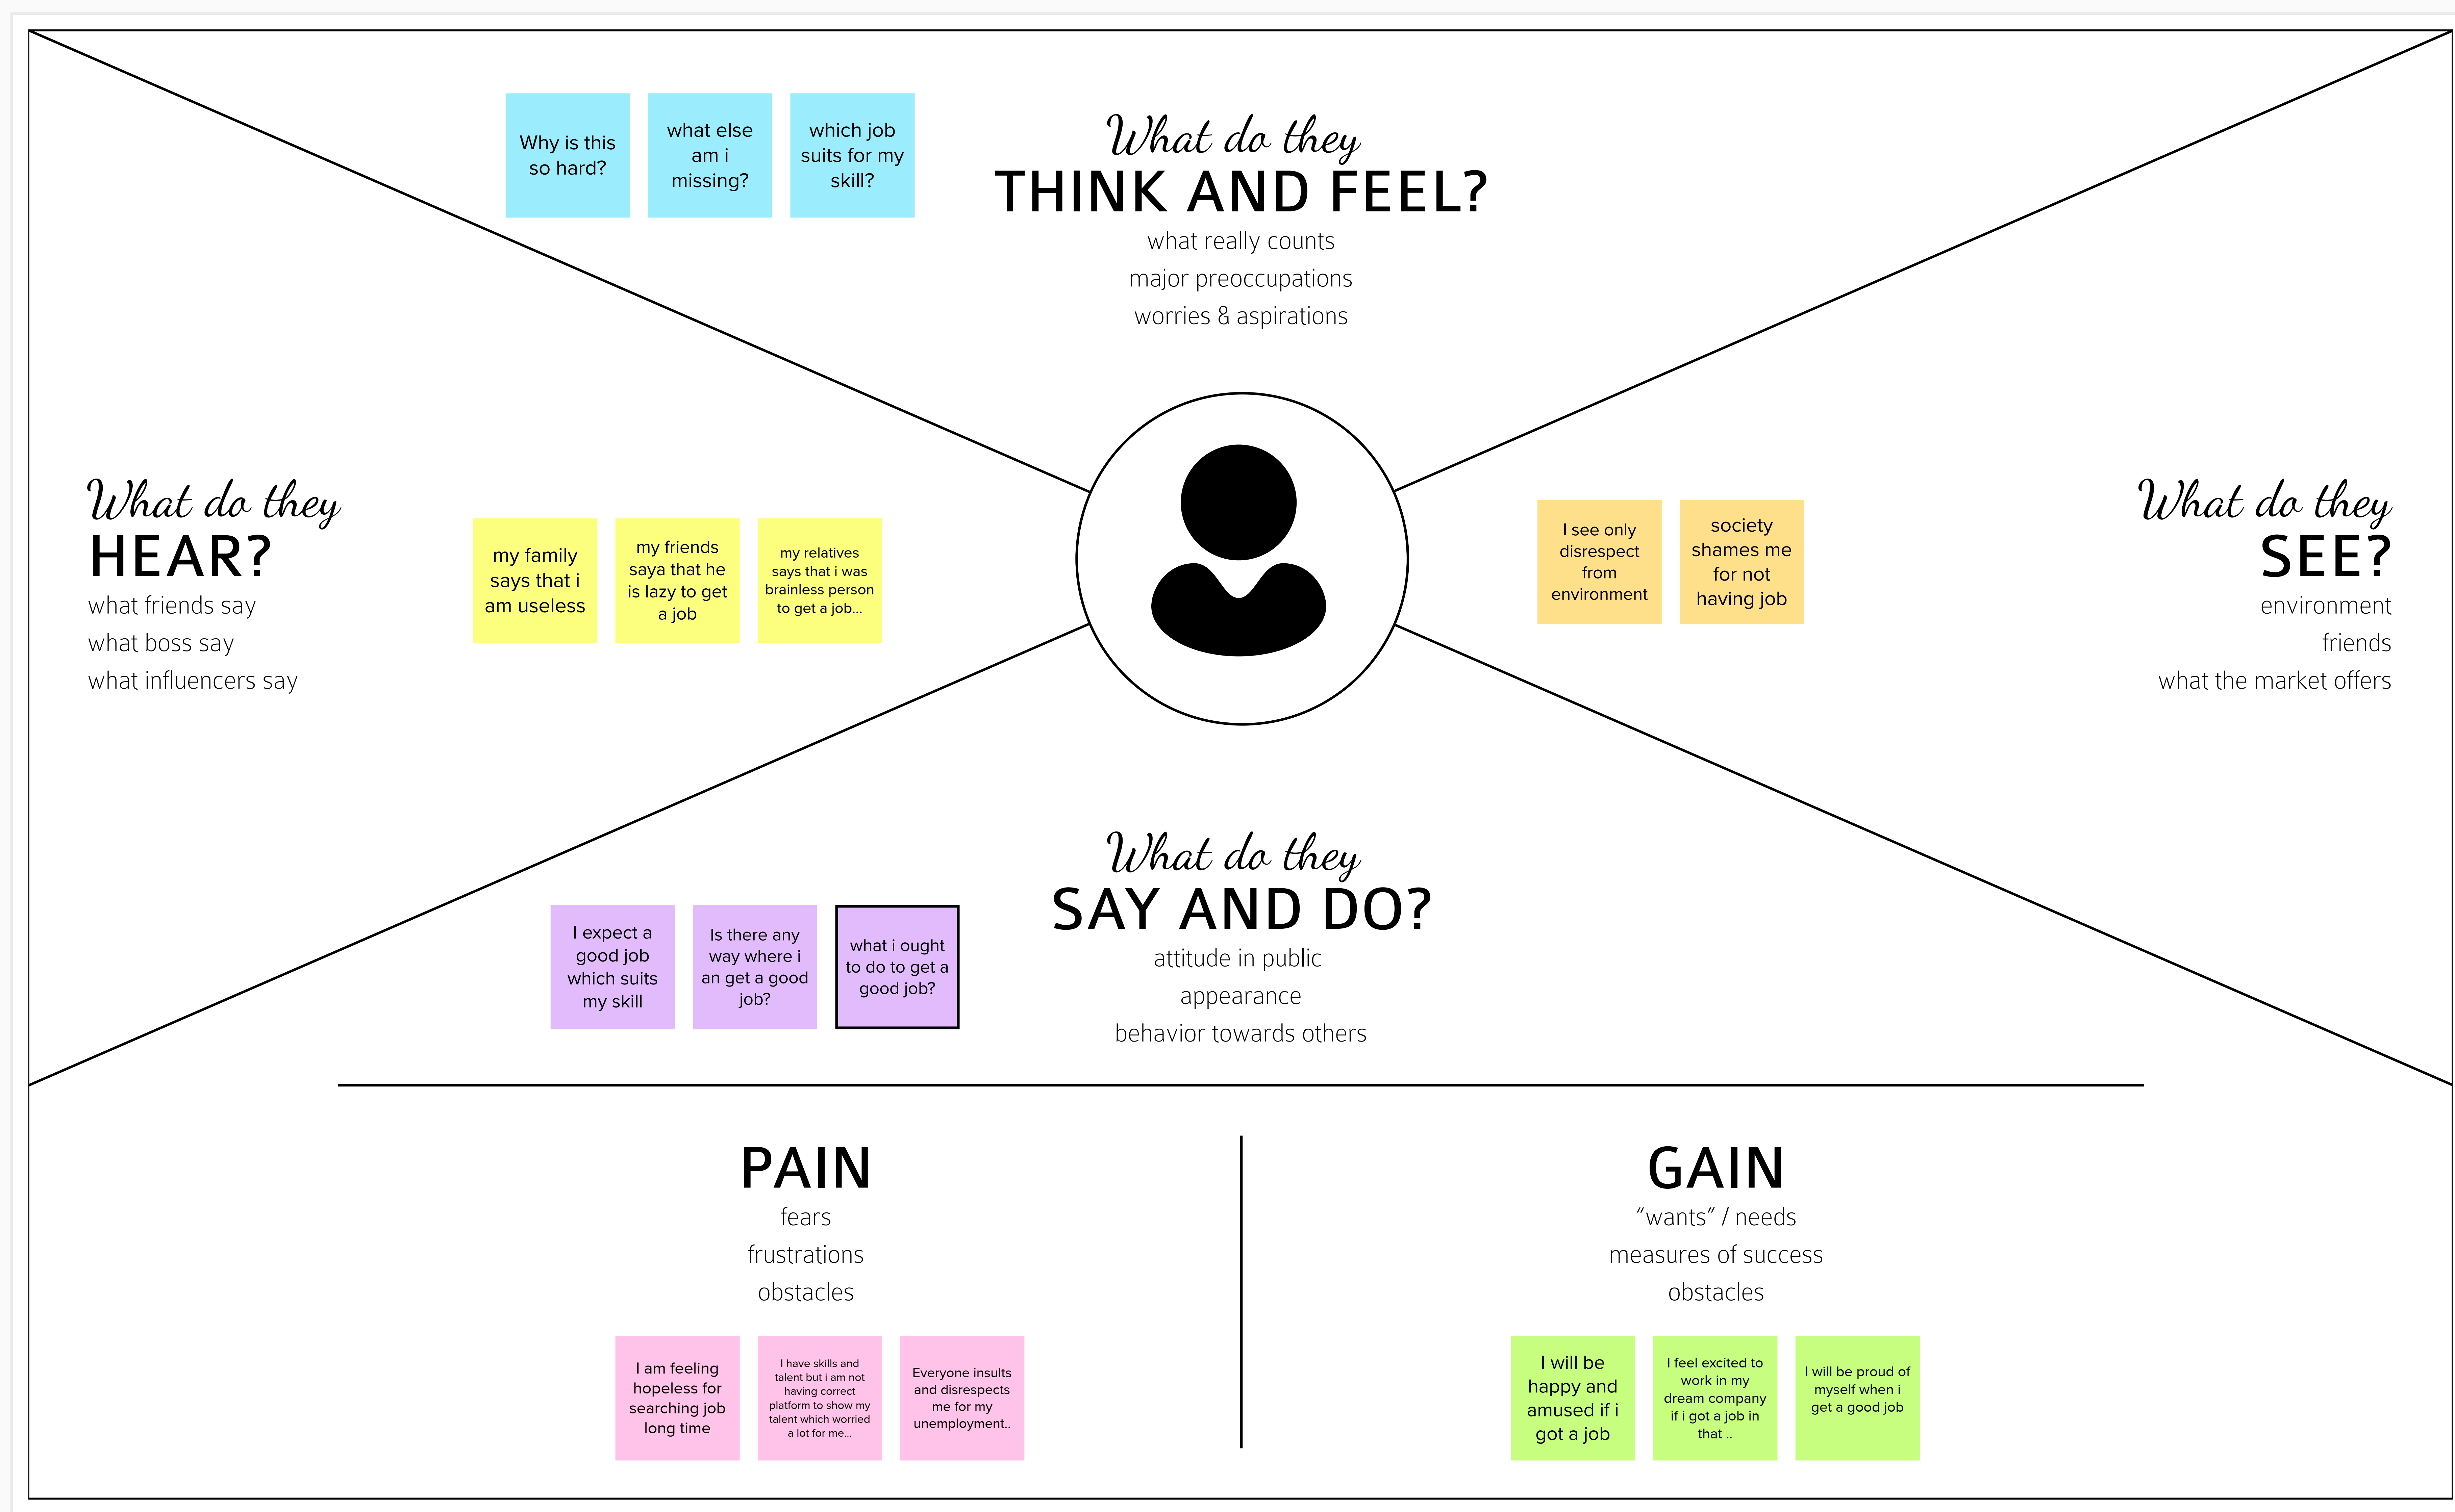 Why is this
so hard?
what else
am i
missing?
which job
suits for my
skill?
What do they
THINK AND FEEL?
what really counts
major preoccupations
worries & aspirations
What do they
HEAR?
what friends say
what boss say
what influencers say
my family
says that i
am useless
my friends
saya that he
is lazy to get
a job
my relatives
says that i was
brainless person
to get a job...
I see only
disrespect
from
environment
society
shames me
for not
having job
What do they
SEE?
environment
friends
what the market offers
What do they
SAY AND DO?
attitude in public
appearance
behavior towards others
I expect a
good job
which suits
my skill
Is there any
way where i
an get a good
job?
what i ought
to do to get a
good job?
PAIN
fears
frustrations
obstacles
I am feeling
hopeless for
searching job
long time
I have skills and
talent but i am not
having correct
platform to show my
talent which worried
a lot for me...
Everyone insults
and disrespects
me for my
unemployment..
GAIN
“wants” / needs
measures of success
obstacles
I will be
happy and
amused if i
got a job
I feel excited to
work in my
dream company
if i got a job in
that ..
I will be proud of
myself when i
get a good job